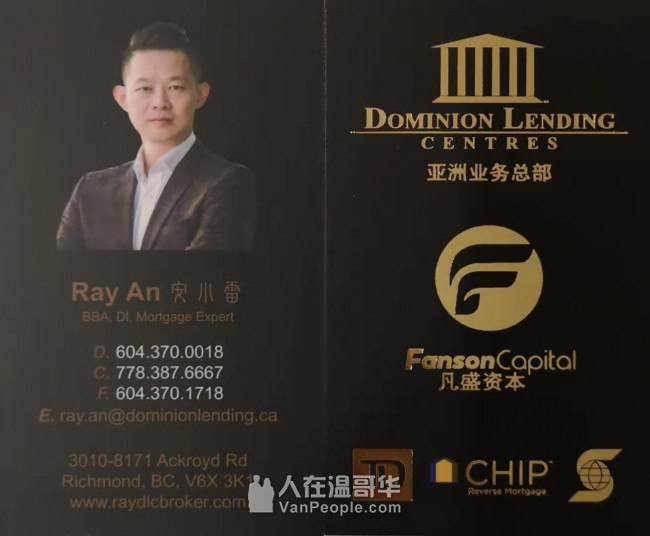 Ray An 安小雷
BBA, DI, Mortgage Expert
D. 604.370.0018
C. 778.387.6667
F. 604.370.1718
E. ray.an@dominionlending.ca
3010-8171 Ackroyd Rd
Richmond, BC, V6X 3K1
www.raydlcbroker.com
DOMINION LENDING
CENTRES
亚洲业务总部
FansonCapital
凡盛资本
TD
CHIP™
Reverse Mortgage
S
人在温哥华
VanPeople.com